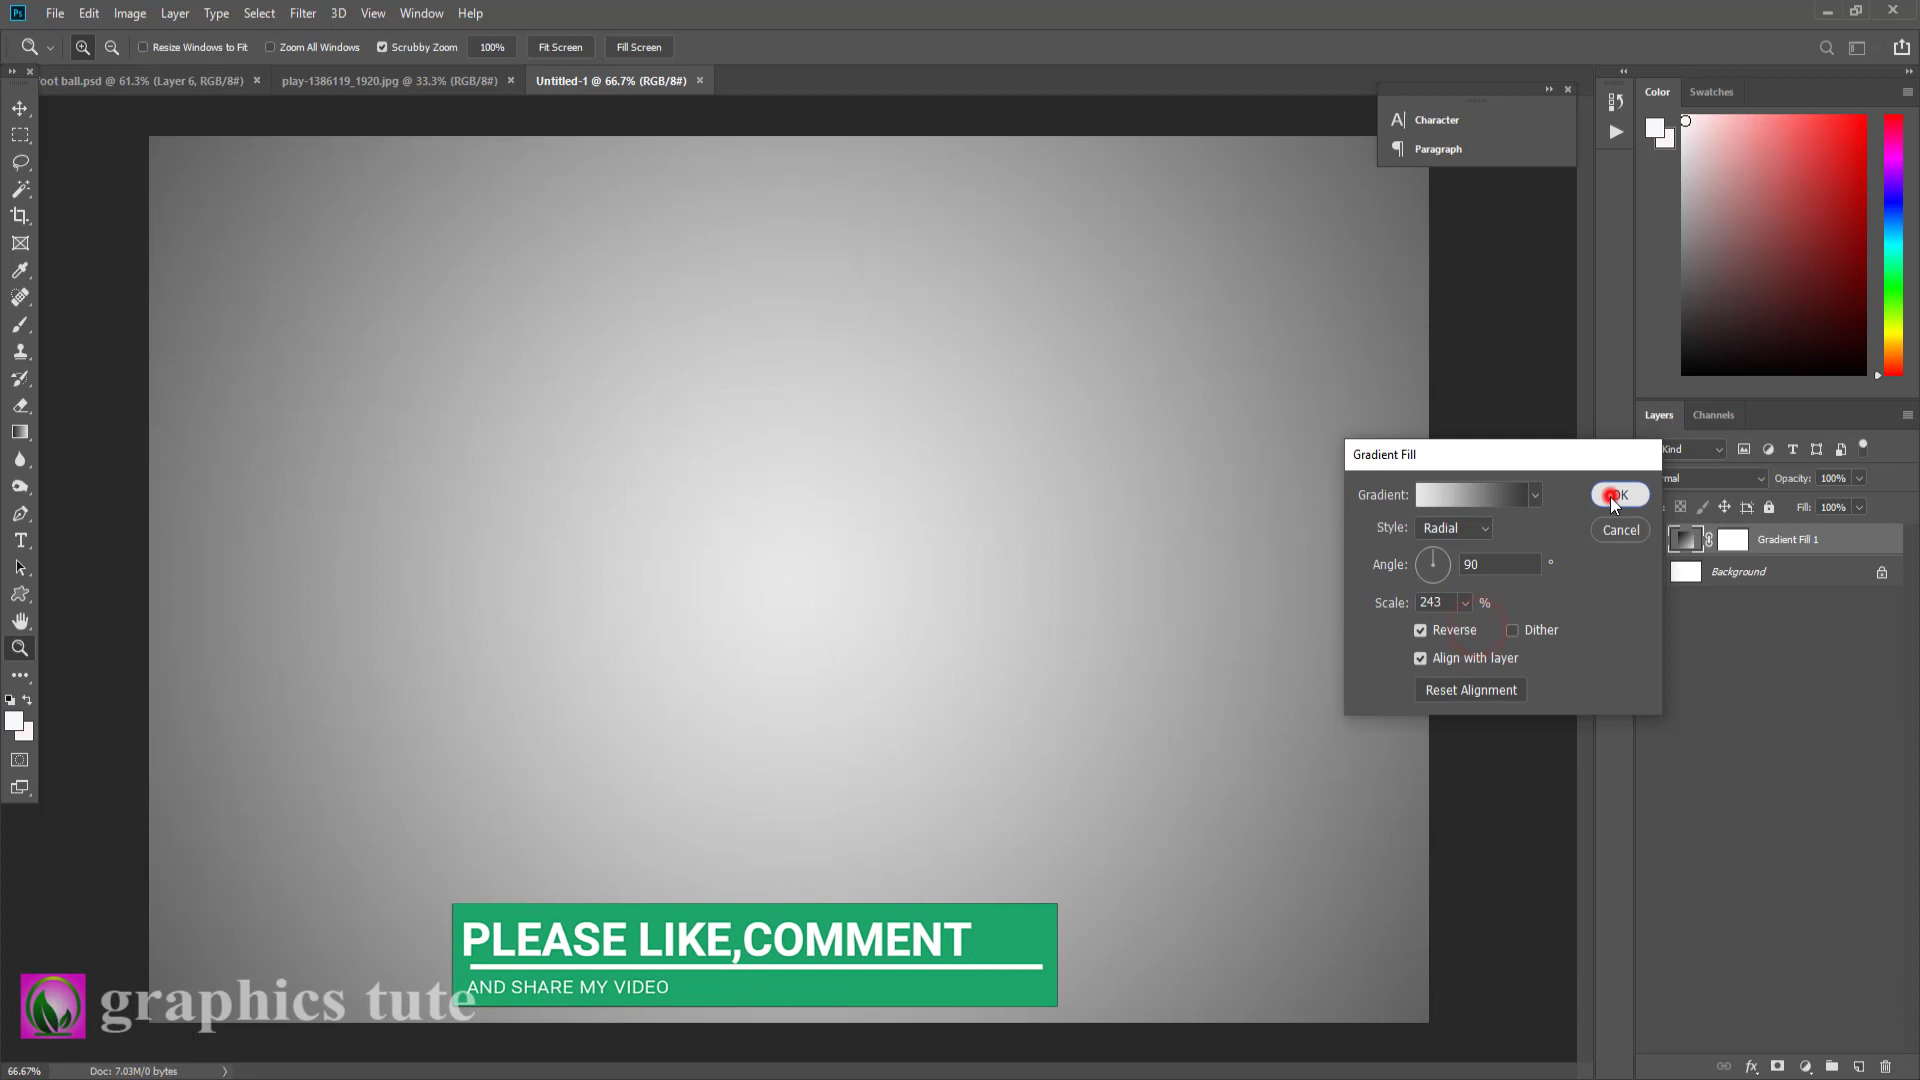 Ps File Edit Image Layer Type Select Filter 3D View Window Help
Resize Windows to Fit Zoom All Windows Scrubby Zoom 100% Fit Screen Fill Screen
oot ball.psd @ 61.3% (Layer 6, RGB/8#) × play-1386119_1920.jpg @ 33.3% (RGB/8#) × Untitled-1 @ 66.7% (RGB/8#) ×
Color Swatches
Character
Paragraph
Layers Channels
Kind
Gradient Fill
rmal Opacity: 100%
Gradient: OK
Fill: 100%
Style: Radial Cancel
Gradient Fill 1
Angle: 90 °
Background
Scale: 243 %
Reverse Dither
Align with layer
Reset Alignment
PLEASE LIKE,COMMENT
AND SHARE MY VIDEO
graphics tute
66.67% Doc: 7.03M/0 bytes